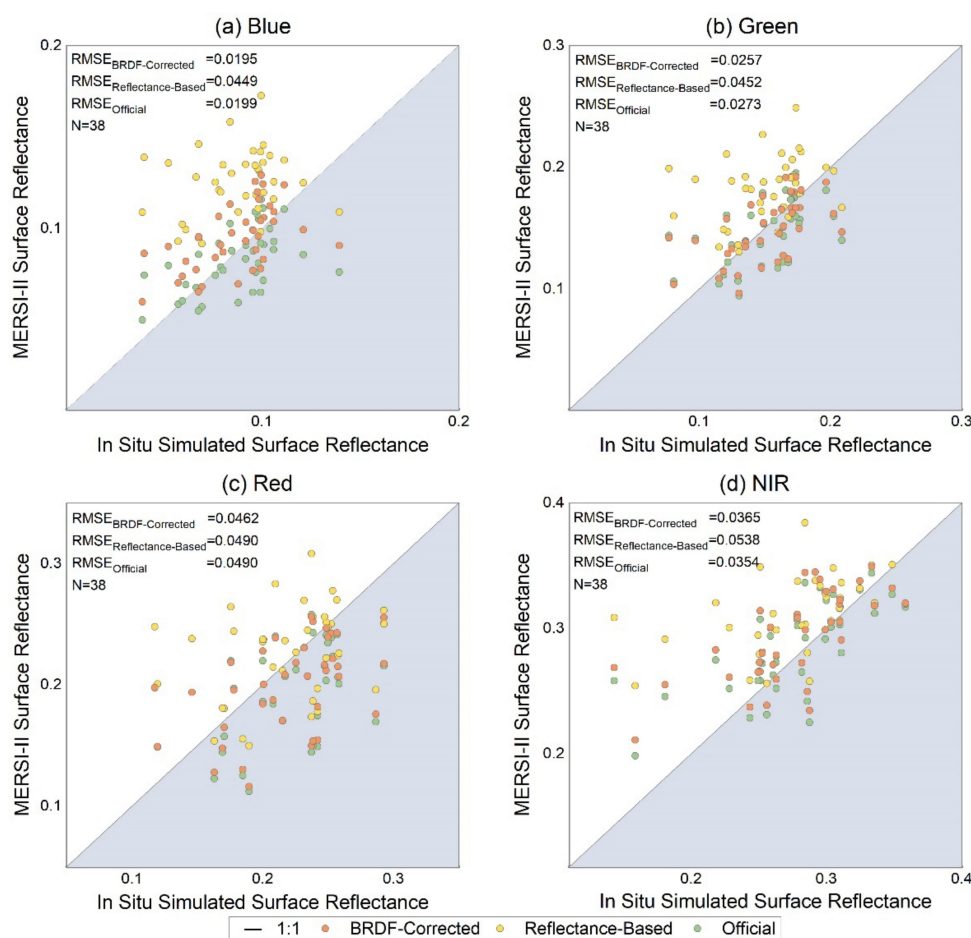 (a) Blue
0.2
RMSE BRDF-Corrected =0.0195
RMSE Reflectance-Based =0.0449
RMSE Official =0.0199
N=38
MERSI-II Surface Reflectance
0.1
0.1
0.2
In Situ Simulated Surface Reflectance
(b) Green
0.3
RMSE BRDF-Corrected =0.0257
RMSE Reflectance-Based =0.0452
RMSE Official =0.0273
N=38
MERSI-II Surface Reflectance
0.2
0.1
0.1
0.2
0.3
In Situ Simulated Surface Reflectance
(c) Red
RMSE BRDF-Corrected =0.0462
RMSE Reflectance-Based =0.0490
RMSE Official =0.0490
N=38
MERSI-II Surface Reflectance
0.3
0.2
0.1
0.1
0.2
0.3
In Situ Simulated Surface Reflectance
(d) NIR
0.4
RMSE BRDF-Corrected =0.0365
RMSE Reflectance-Based =0.0538
RMSE Official =0.0354
N=38
MERSI-II Surface Reflectance
0.3
0.2
0.2
0.3
0.4
In Situ Simulated Surface Reflectance
1:1 BRDF-Corrected Reflectance-Based Official